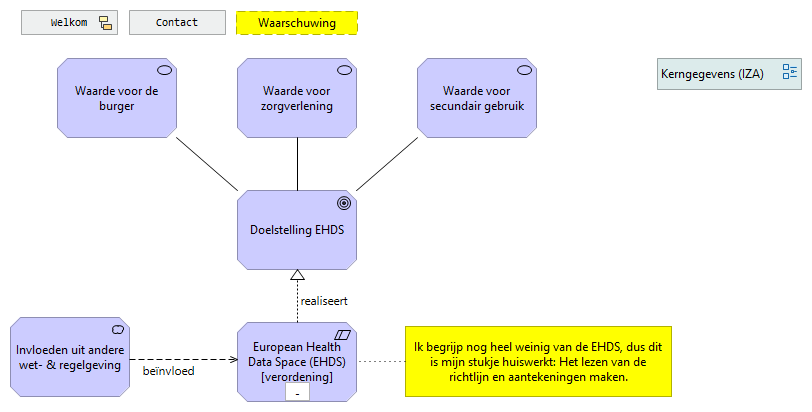 Welkom
Contact
Waarschuwing
Waarde voor de
burger
Waarde voor
zorgverlening
Waarde voor
secundair gebruik
Kerngegevens (IZA)
Doelstelling EHDS
realiseert
Invloeden uit andere
wet- & regelgeving
beïnvloed
European Health
Data Space (EHDS)
[verordening]
-
Ik begrijp nog heel weinig van de EHDS, dus dit
is mijn stukje huiswerk: Het lezen van de
richtlijn en aantekeningen maken.